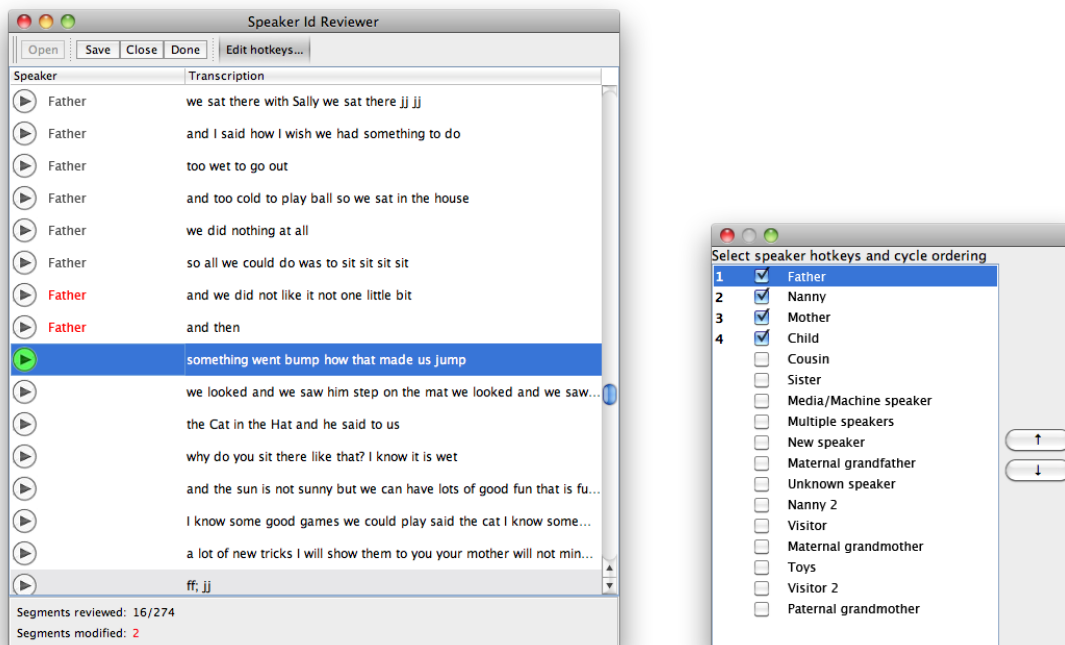 Speaker Id Reviewer
Open Save Close Done Edit hotkeys...
Speaker Transcription
Father we sat there with Sally we sat there jj jj
Father and I said how I wish we had something to do
Father too wet to go out
Father and too cold to play ball so we sat in the house
Father we did nothing at all
Father so all we could do was to sit sit sit sit
Father and we did not like it not one little bit
Father and then
something went bump how that made us jump
we looked and we saw him step on the mat we looked and we saw...
the Cat in the Hat and he said to us
why do you sit there like that? I know it is wet
and the sun is not sunny but we can have lots of good fun that is fu...
I know some good games we could play said the cat I know some...
a lot of new tricks I will show them to you your mother will not min...
ff; jj
Segments reviewed: 16/274
Segments modified: 2
Select speaker hotkeys and cycle ordering
1 Father
2 Nanny
3 Mother
4 Child
Cousin
Sister
Media/Machine speaker
Multiple speakers
New speaker
Maternal grandfather
Unknown speaker
Nanny 2
Visitor
Maternal grandmother
Toys
Visitor 2
Paternal grandmother
↑
↓